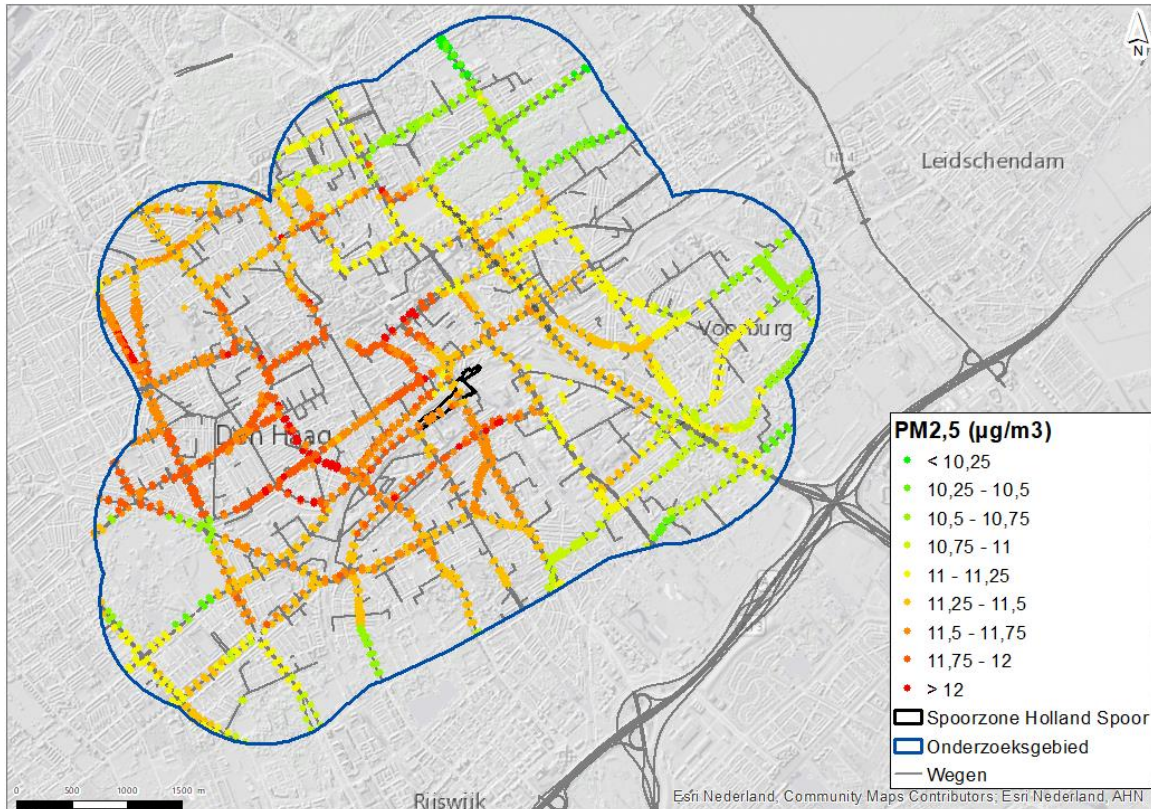 N
N14
Leidschendam
Voorburg
Den Haag
PM2,5 (µg/m3)
< 10,25
10,25 - 10,5
10,5 - 10,75
10,75 - 11
11 - 11,25
11,25 - 11,5
11,5 - 11,75
11,75 - 12
> 12
Spoorzone Holland Spoor
Onderzoeksgebied
Wegen
0 500 1000 1500 m
Rijswijk
Esri Nederland, Community Maps Contributors, Esri Nederland, AHN